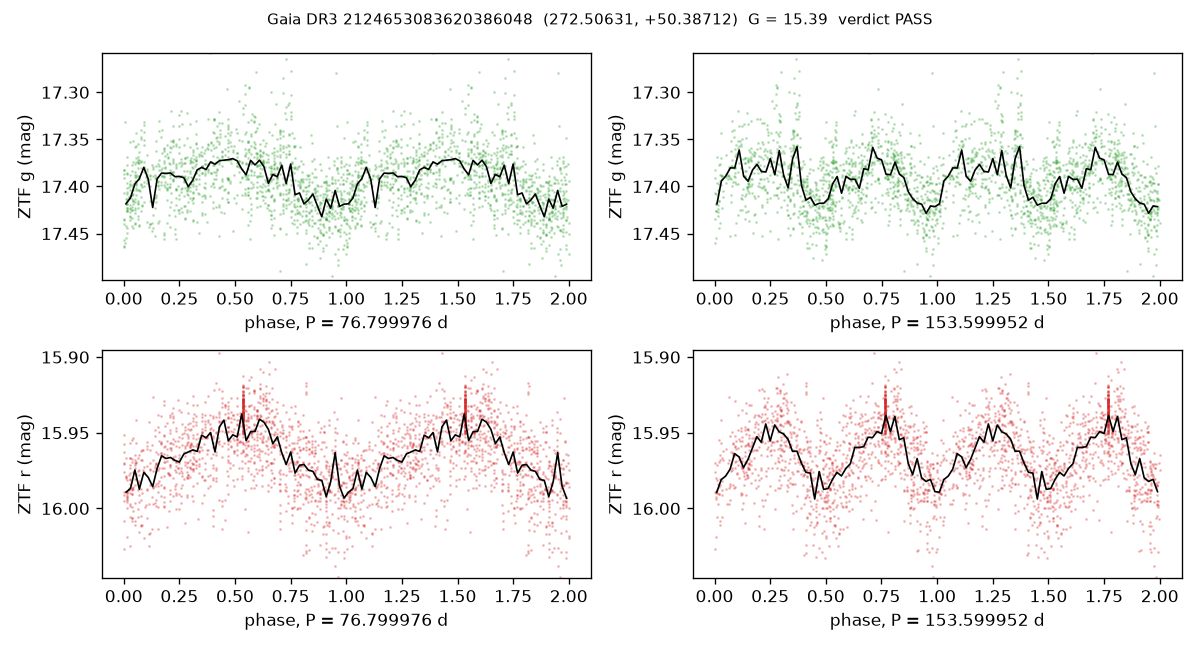 Gaia DR3 2124653083620386048 (272.50631, +50.38712) G = 15.39 verdict PASS
ZTF g (mag)
17.30
17.35
17.40
17.45
0.00 0.25 0.50 0.75 1.00 1.25 1.50 1.75 2.00
phase, P = 76.799976 d
ZTF g (mag)
17.30
17.35
17.40
17.45
0.00 0.25 0.50 0.75 1.00 1.25 1.50 1.75 2.00
phase, P = 153.599952 d
ZTF r (mag)
15.90
15.95
16.00
0.00 0.25 0.50 0.75 1.00 1.25 1.50 1.75 2.00
phase, P = 76.799976 d
ZTF r (mag)
15.90
15.95
16.00
0.00 0.25 0.50 0.75 1.00 1.25 1.50 1.75 2.00
phase, P = 153.599952 d